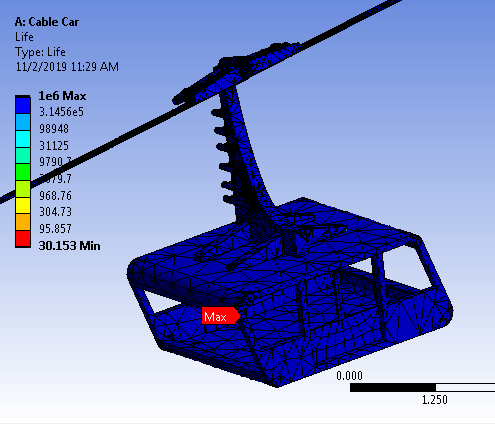 A: Cable Car
Life
Type: Life
11/2/2019 11:29 AM
1e6 Max
3.1456e5
98948
31125
9790.7
968.76
304.73
95.857
30.153 Min
Max
0.000
1.250